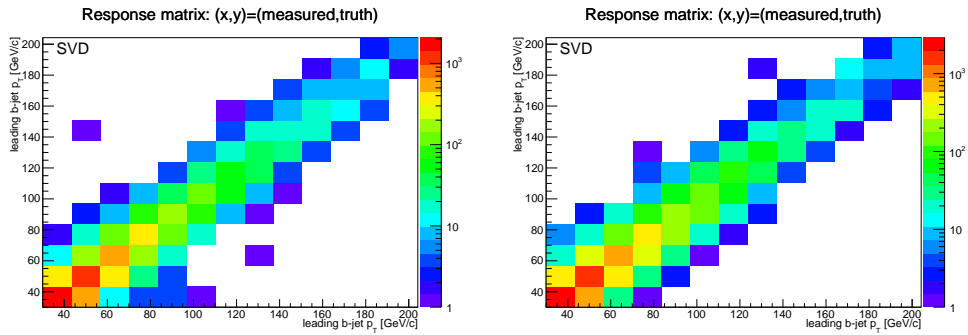 Response matrix: (x,y)=(measured,truth)
SVD
leading b-jet p_T [GeV/c]
200
180
160
140
120
100
80
60
40
40 60 80 100 120 140 160 180 200
leading b-jet p_T [GeV/c]
10^3
10^2
10
1
Response matrix: (x,y)=(measured,truth)
SVD
leading b-jet p_T [GeV/c]
200
180
160
140
120
100
80
60
40
40 60 80 100 120 140 160 180 200
leading b-jet p_T [GeV/c]
10^3
10^2
10
1